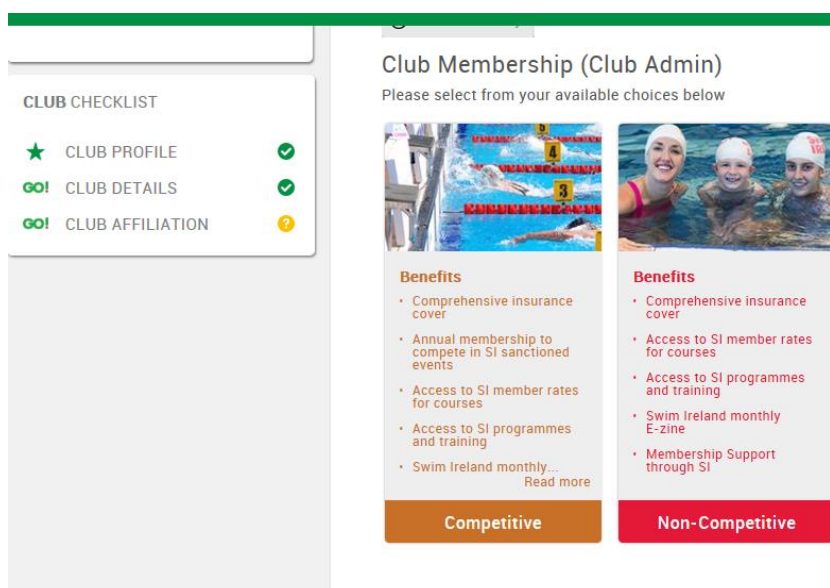 CLUB CHECKLIST
CLUB PROFILE
GO! CLUB DETAILS
GO! CLUB AFFILIATION
?
Club Membership (Club Admin)
Please select from your available choices below
4
3
Benefits
• Comprehensive insurance
cover
• Annual membership to
compete in SI sanctioned
events
• Access to SI member rates
for courses
• Access to SI programmes
and training
• Swim Ireland monthly...
Read more
Competitive
Benefits
• Comprehensive insurance
cover
• Access to SI member rates
for courses
• Access to SI programmes
and training
• Swim Ireland monthly
E-zine
• Membership Support
through SI
Non-Competitive